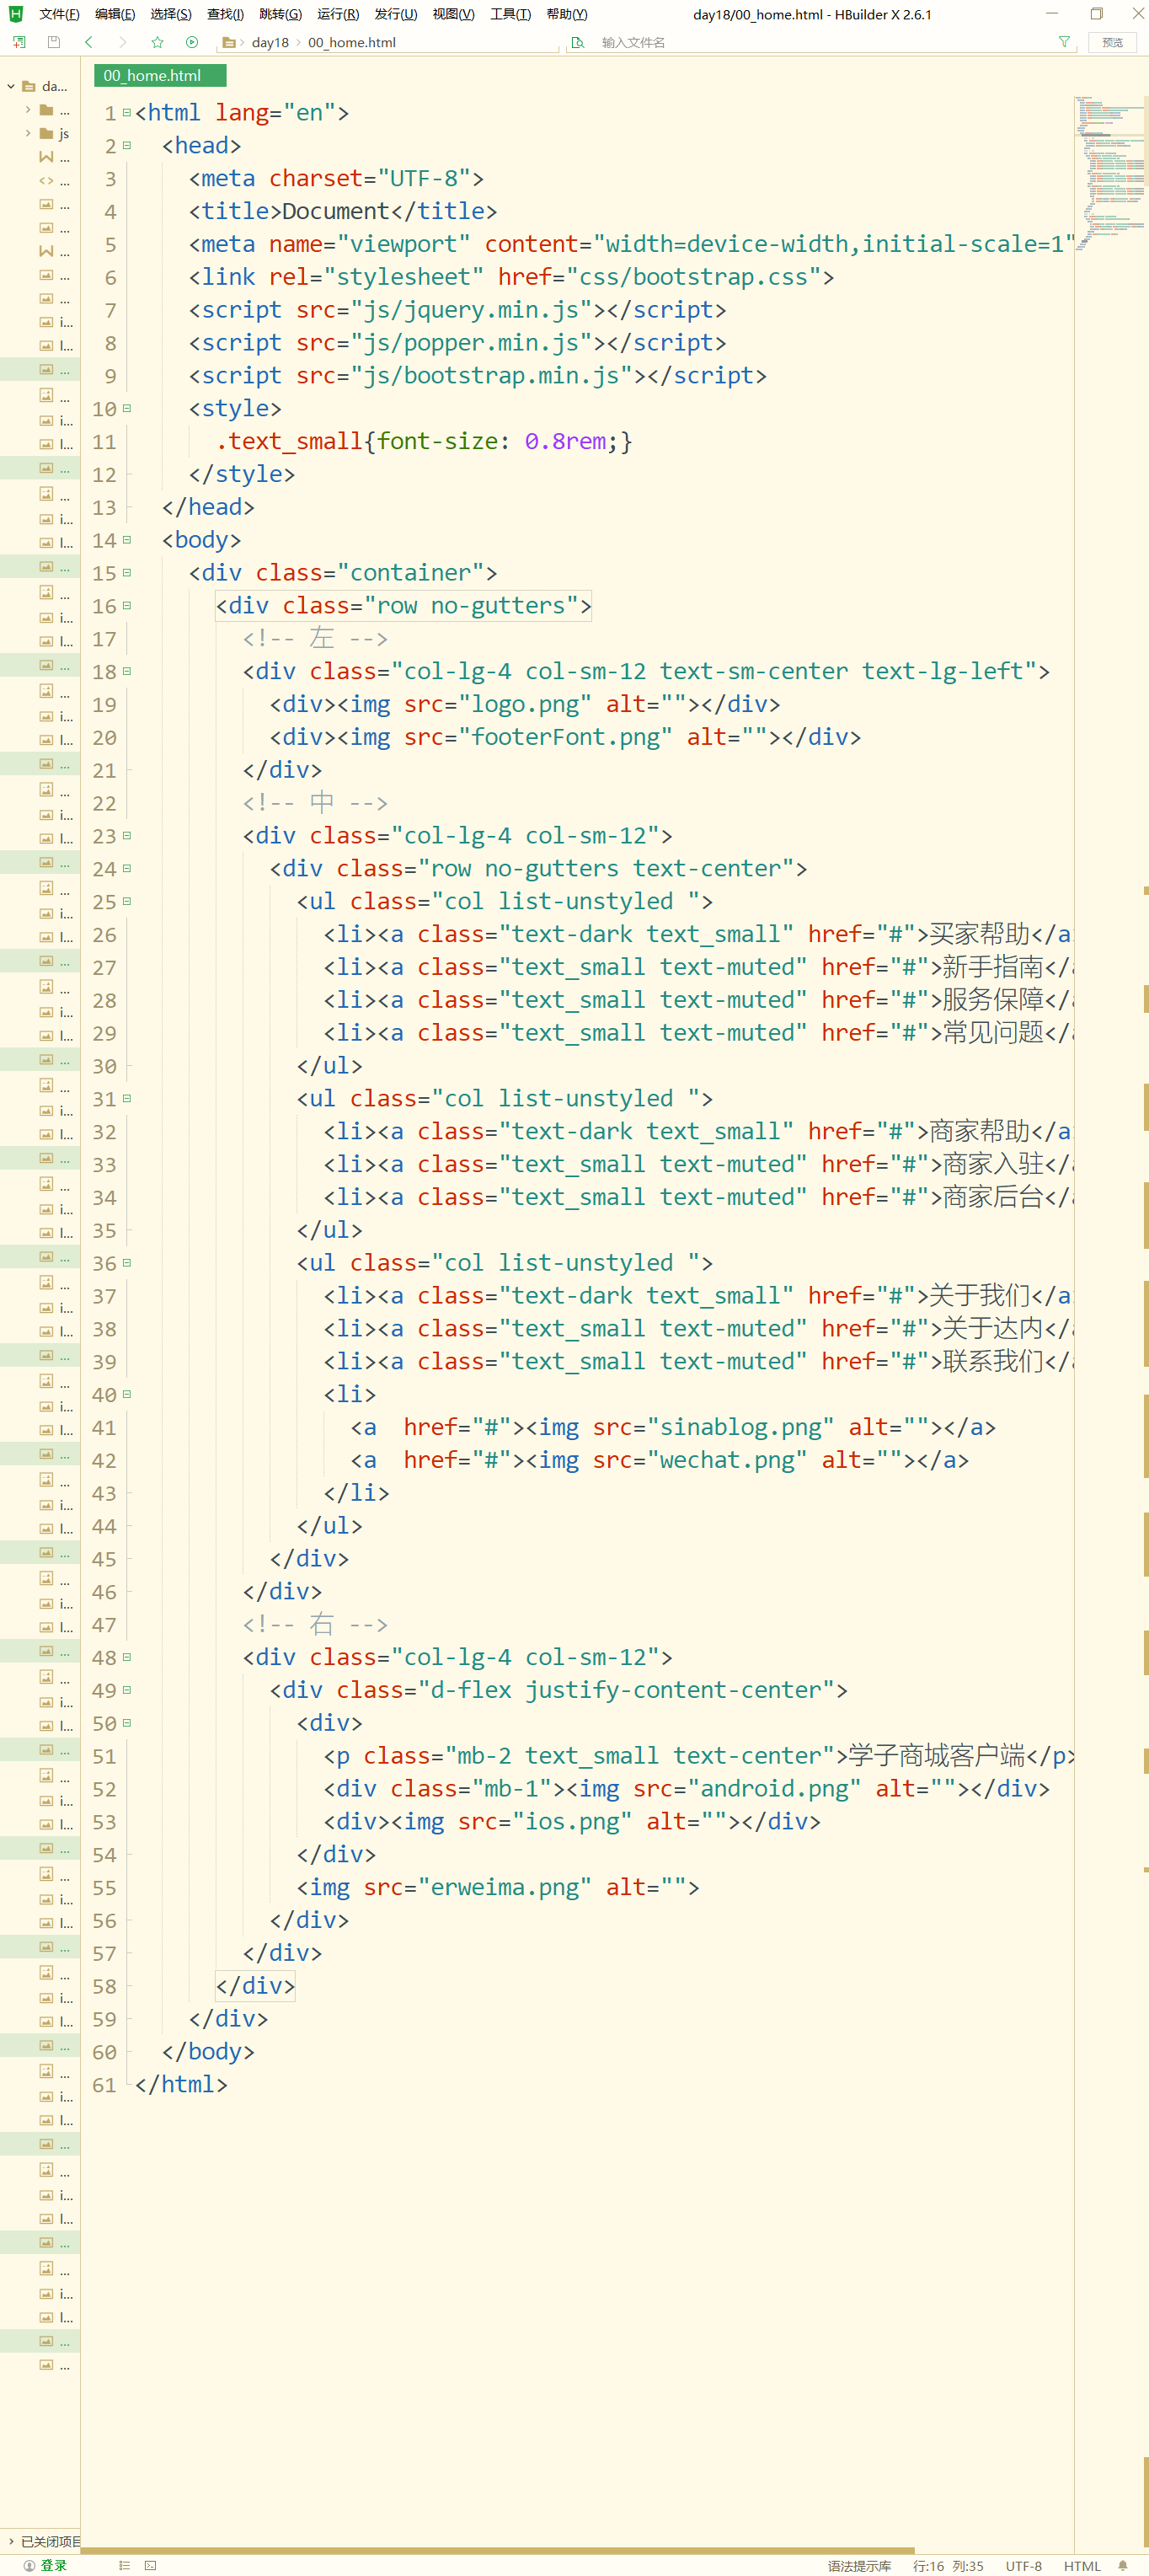 文件(F) 编辑(E) 选择(S) 查找(I) 跳转(G) 运行(R) 发行(U) 视图(V) 工具(T) 帮助(Y) day18/00_home.html - HBuilder X 2.6.1
day18 00_home.html 输入文件名 预览
00_home.html
da...
js
1 <html lang="en">
2 <head>
3 <meta charset="UTF-8">
4 <title>Document</title>
5 <meta name="viewport" content="width=device-width,initial-scale=1"
6 <link rel="stylesheet" href="css/bootstrap.css">
7 <script src="js/jquery.min.js"></script>
8 <script src="js/popper.min.js"></script>
9 <script src="js/bootstrap.min.js"></script>
10 <style>
11 .text_small{font-size: 0.8rem;}
12 </style>
13 </head>
14 <body>
15 <div class="container">
16 <div class="row no-gutters">
17 <!-- 左 -->
18 <div class="col-lg-4 col-sm-12 text-sm-center text-lg-left">
19 <div><img src="logo.png" alt=""></div>
20 <div><img src="footerFont.png" alt=""></div>
21 </div>
22 <!-- 中 -->
23 <div class="col-lg-4 col-sm-12">
24 <div class="row no-gutters text-center">
25 <ul class="col list-unstyled ">
26 <li><a class="text-dark text_small" href="#">买家帮助</a
27 <li><a class="text_small text-muted" href="#">新手指南</a
28 <li><a class="text_small text-muted" href="#">服务保障</a
29 <li><a class="text_small text-muted" href="#">常见问题</a
30 </ul>
31 <ul class="col list-unstyled ">
32 <li><a class="text-dark text_small" href="#">商家帮助</a
33 <li><a class="text_small text-muted" href="#">商家入驻</a
34 <li><a class="text_small text-muted" href="#">商家后台</a
35 </ul>
36 <ul class="col list-unstyled ">
37 <li><a class="text-dark text_small" href="#">关于我们</a
38 <li><a class="text_small text-muted" href="#">关于达内</a
39 <li><a class="text_small text-muted" href="#">联系我们</a
40 <li>
41 <a  href="#"><img src="sinablog.png" alt=""></a>
42 <a  href="#"><img src="wechat.png" alt=""></a>
43 </li>
44 </ul>
45 </div>
46 </div>
47 <!-- 右 -->
48 <div class="col-lg-4 col-sm-12">
49 <div class="d-flex justify-content-center">
50 <div>
51 <p class="mb-2 text_small text-center">学子商城客户端</p>
52 <div class="mb-1"><img src="android.png" alt=""></div>
53 <div><img src="ios.png" alt=""></div>
54 </div>
55 <img src="erweima.png" alt="">
56 </div>
57 </div>
58 </div>
59 </div>
60 </body>
61 </html>
已关闭项目
登录 语法提示库 行:16 列:35 UTF-8 HTML